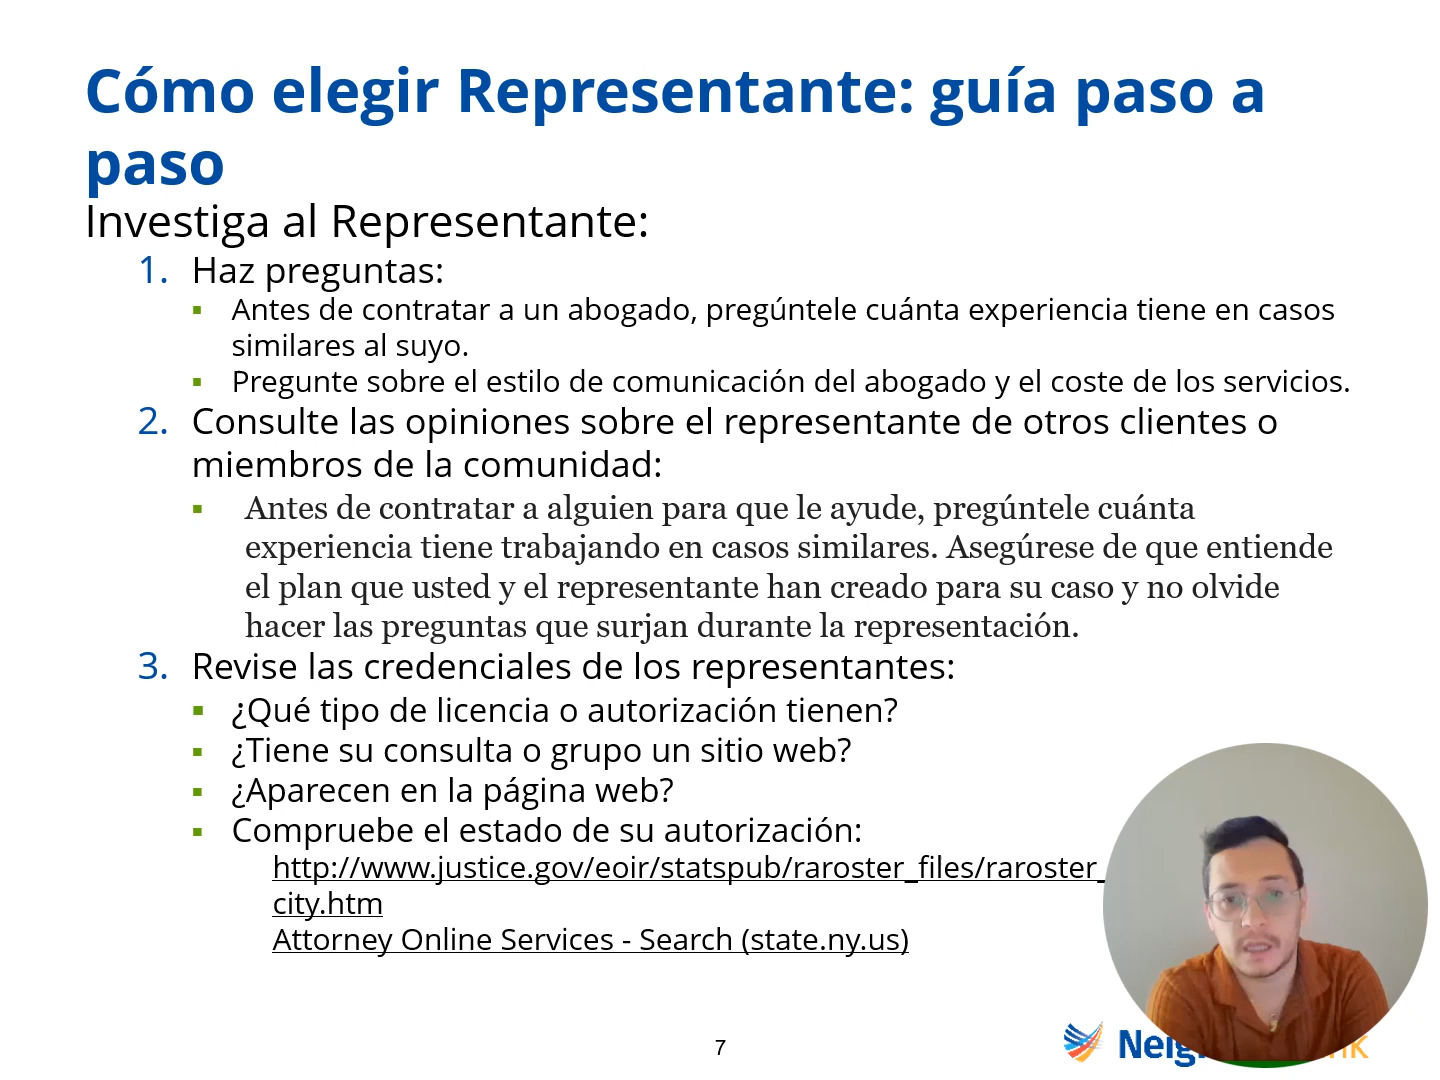 Cómo elegir Representante: guía paso a
paso
Investiga al Representante:
1. Haz preguntas:
▪ Antes de contratar a un abogado, pregúntele cuánta experiencia tiene en casos
similares al suyo.
▪ Pregunte sobre el estilo de comunicación del abogado y el coste de los servicios.
2. Consulte las opiniones sobre el representante de otros clientes o
miembros de la comunidad:
▪ Antes de contratar a alguien para que le ayude, pregúntele cuánta
experiencia tiene trabajando en casos similares. Asegúrese de que entiende
el plan que usted y el representante han creado para su caso y no olvide
hacer las preguntas que surjan durante la representación.
3. Revise las credenciales de los representantes:
▪ ¿Qué tipo de licencia o autorización tienen?
▪ ¿Tiene su consulta o grupo un sitio web?
▪ ¿Aparecen en la página web?
▪ Compruebe el estado de su autorización:
http://www.justice.gov/eoir/statspub/raroster_files/raroster_
city.htm
Attorney Online Services - Search (state.ny.us)
7